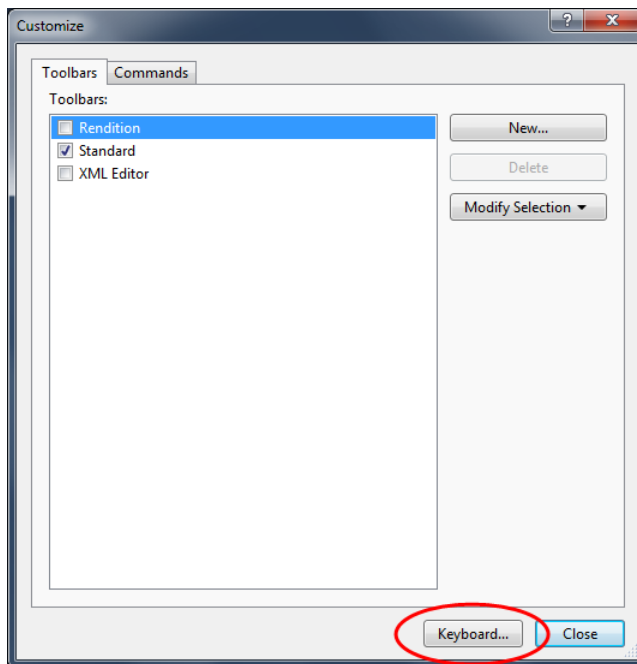 Customize
?
X
Toolbars
Commands
Toolbars:
Rendition
Standard
XML Editor
New...
Delete
Modify Selection
Keyboard...
Close